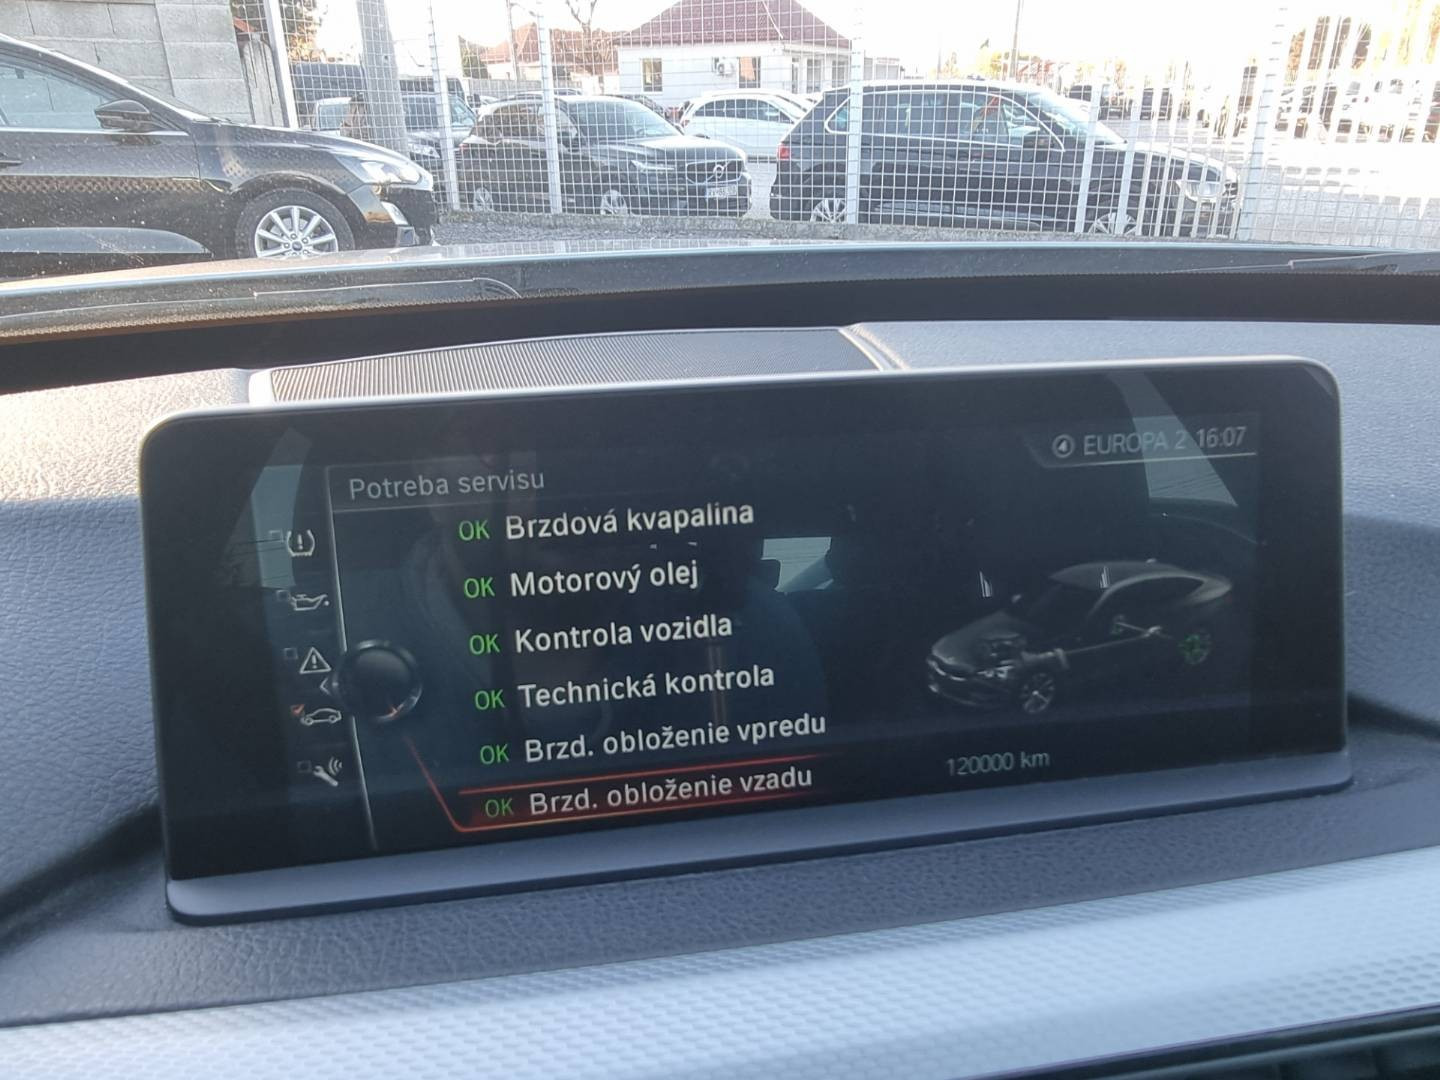 EUROPA 2 16:07
Potreba servisu
OK Brzdová kvapalina
OK Motorový olej
OK Kontrola vozidla
OK Technická kontrola
OK Brzd. obloženie vpredu
OK Brzd. obloženie vzadu
120000 km